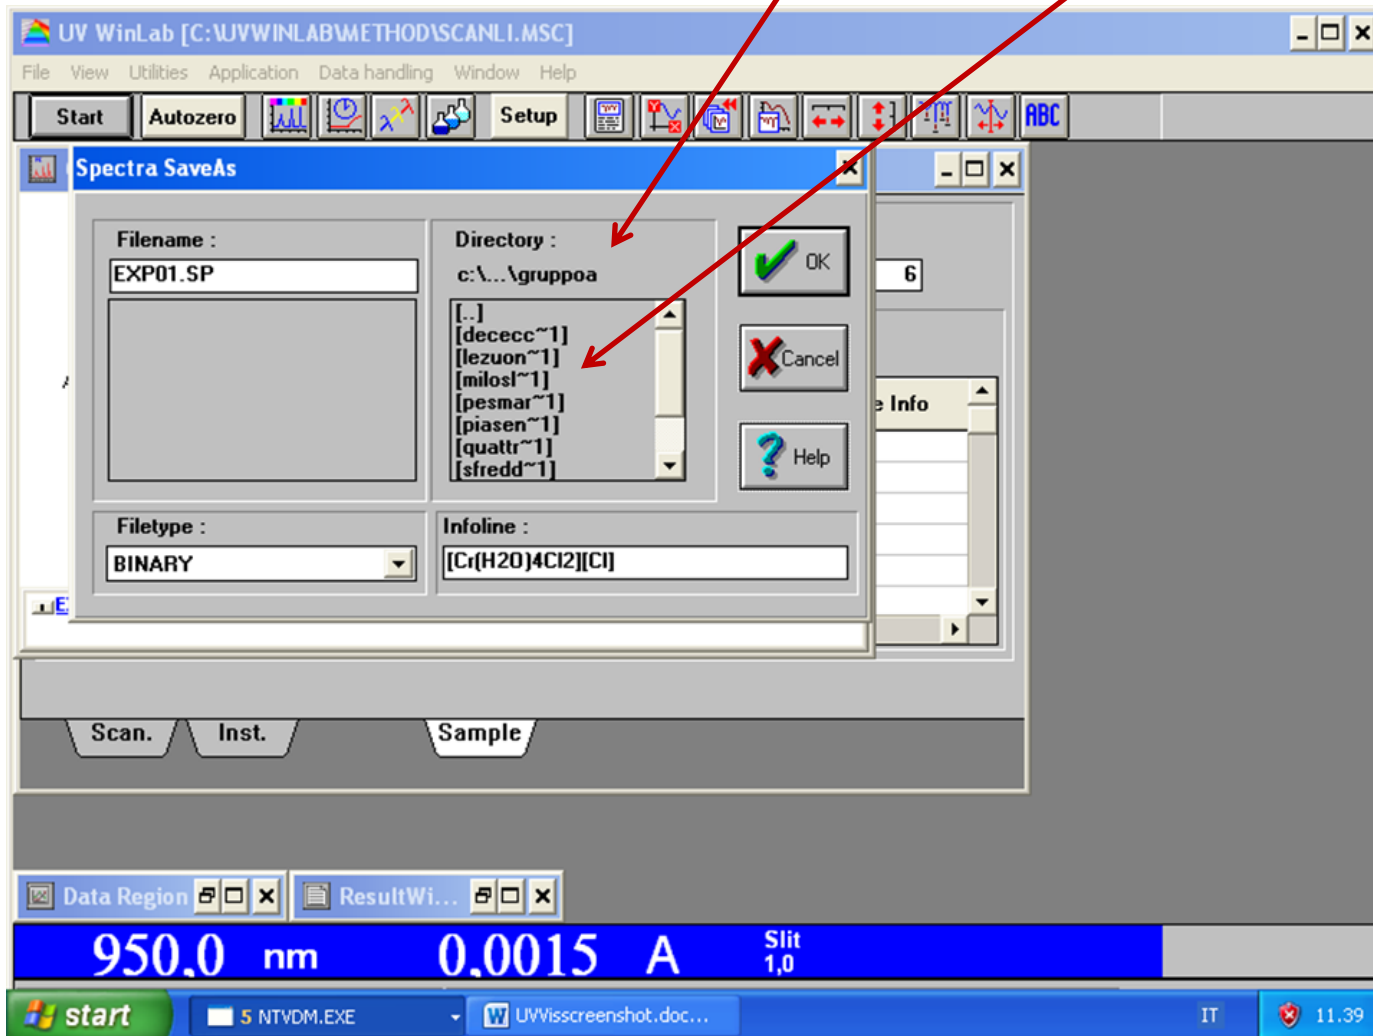 UV WinLab [C:\UVWINLAB\METHOD\SCANLI.MSC]
File View Utilities Application Data handling Window Help
Start Autozero Setup ABC
Spectra SaveAs
Filename :
EXP01.SP
Directory :
c:\...\gruppoa
[..]
[dececc~1]
[lezuon~1]
[milosl~1]
[pesmar~1]
[piasen~1]
[quattr~1]
[sfredd~1]
OK
Cancel
Help
6
Info
Filetype :
BINARY
Infoline :
[Cr(H2O)4Cl2][Cl]
Scan. Inst. Sample
Data Region ResultWi...
950,0 nm 0,0015 A Slit
1,0
start 5 NTVDM.EXE UVVisscreenshot.doc... IT 11.39